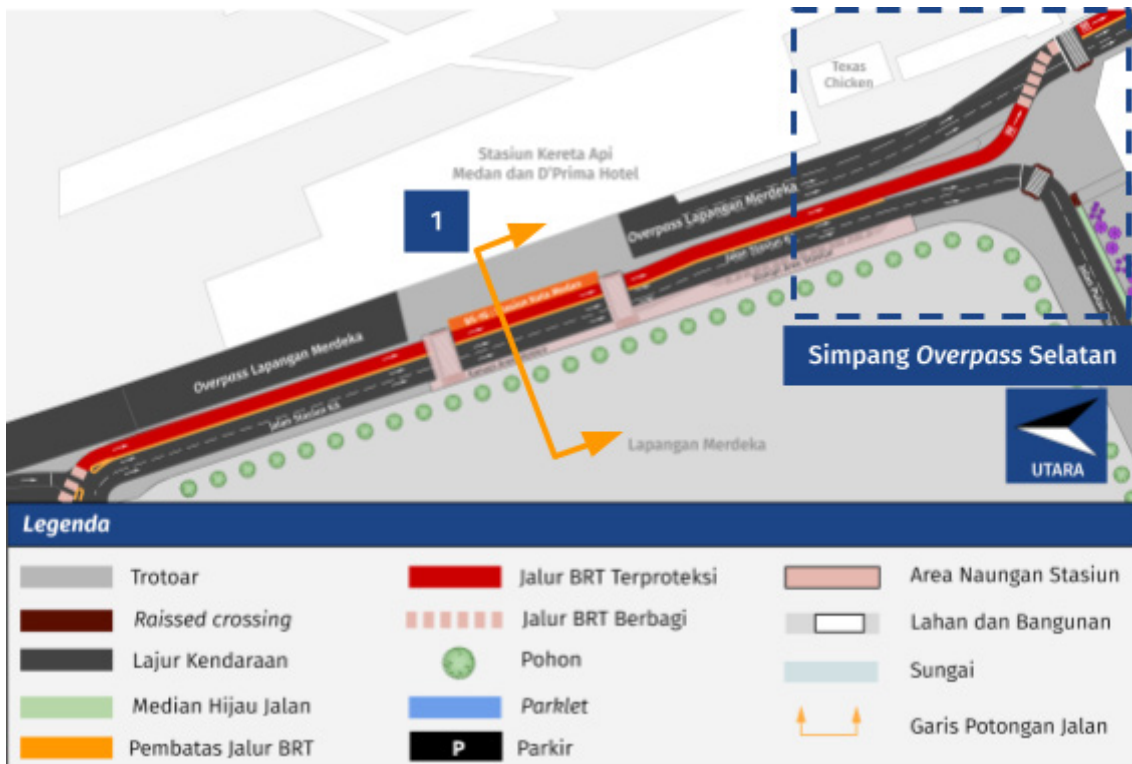 Texas
Chicken
Stasiun Kereta Api
Medan dan D'Prima Hotel
1
Overpass Lapangan Merdeka
Overpass Lapangan Merdeka
Jalan Stasiun KA
Simpang Overpass Selatan
Lapangan Merdeka
UTARA
Legenda
Trotoar
Raissed crossing
Lajur Kendaraan
Median Hijau Jalan
Pembatas Jalur BRT
Jalur BRT Terproteksi
Jalur BRT Berbagi
Pohon
Parklet
P
Parkir
Area Naungan Stasiun
Lahan dan Bangunan
Sungai
Garis Potongan Jalan